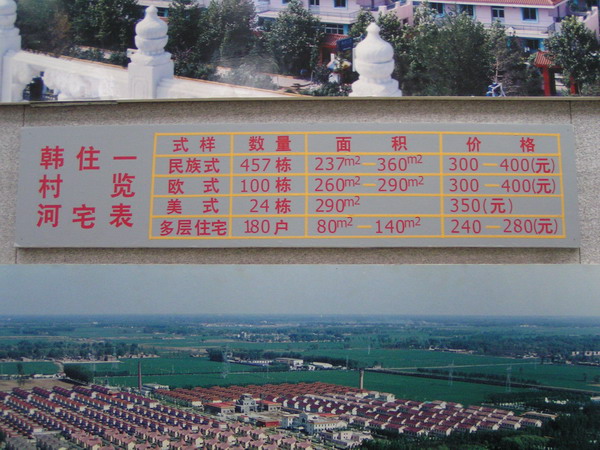 韩住一
村 览
河宅表
式样 数量 面积 价格
民族式 457栋 237m²—360m² 300—400(元)
欧式 100栋 260m²—290m² 300—400(元)
美式 24栋 290m² 350(元)
多层住宅 180户 80m²—140m² 240—280(元)